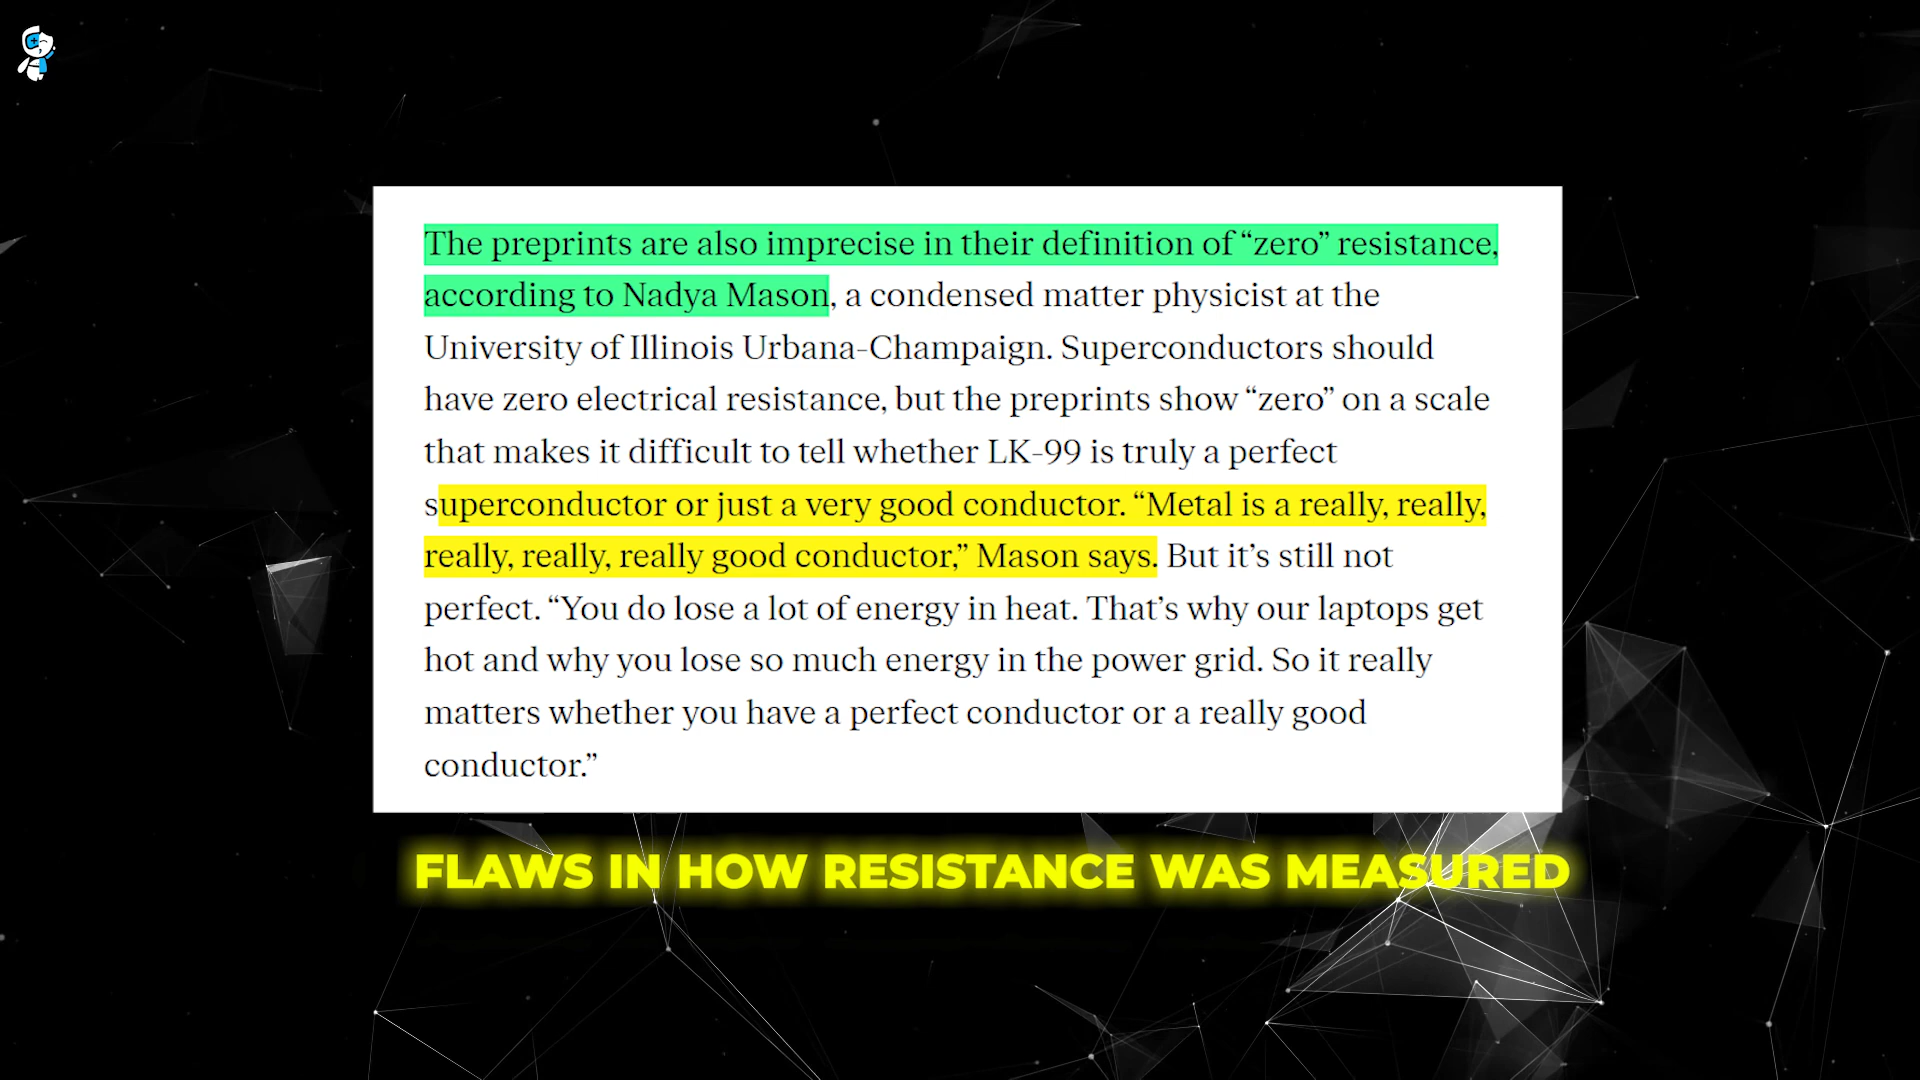 The preprints are also imprecise in their definition of “zero” resistance,
according to Nadya Mason, a condensed matter physicist at the
University of Illinois Urbana-Champaign. Superconductors should
have zero electrical resistance, but the preprints show “zero” on a scale
that makes it difficult to tell whether LK-99 is truly a perfect
superconductor or just a very good conductor. “Metal is a really, really,
really, really, really good conductor,” Mason says. But it’s still not
perfect. “You do lose a lot of energy in heat. That’s why our laptops get
hot and why you lose so much energy in the power grid. So it really
matters whether you have a perfect conductor or a really good
conductor.”
FLAWS IN HOW RESISTANCE WAS MEASURED